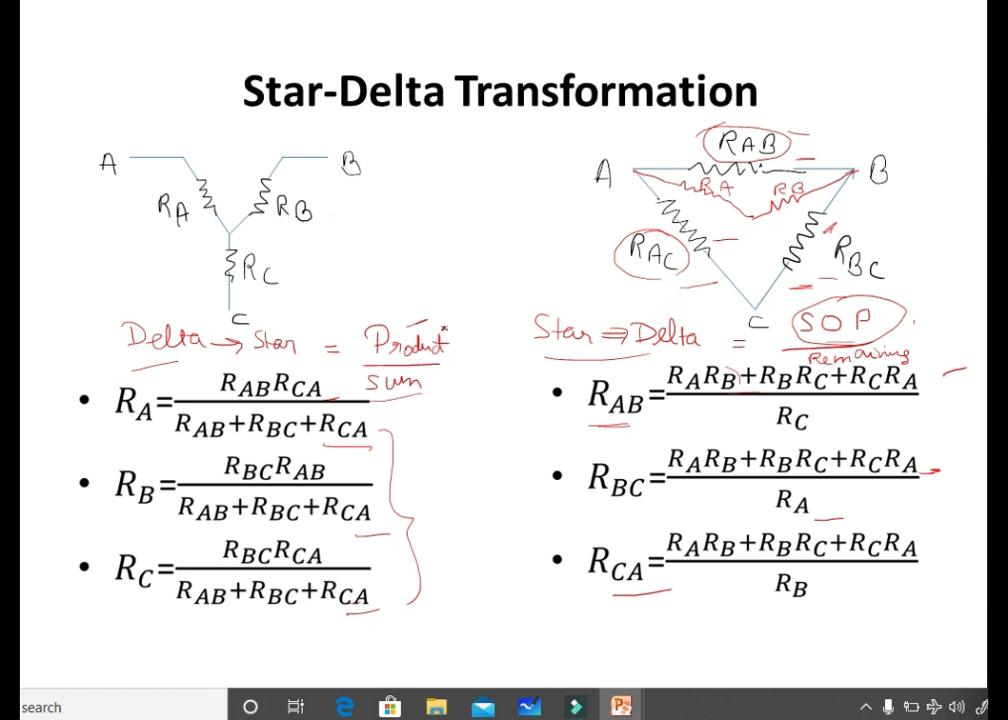 Star-Delta Transformation
A
B
RA
RB
RC
C
A
RAB
B
RA
RB
RAC
RBC
C
Delta → Star = Product*
Sum
RA = RABRCA / RAB+RBC+RCA
RB = RBCRAB / RAB+RBC+RCA
RC = RBCRCA / RAB+RBC+RCA
Star ⇒ Delta = SOP
Remaining
RAB = RARB+RBRC+RCRA / RC
RBC = RARB+RBRC+RCRA / RA
RCA = RARB+RBRC+RCRA / RB
search